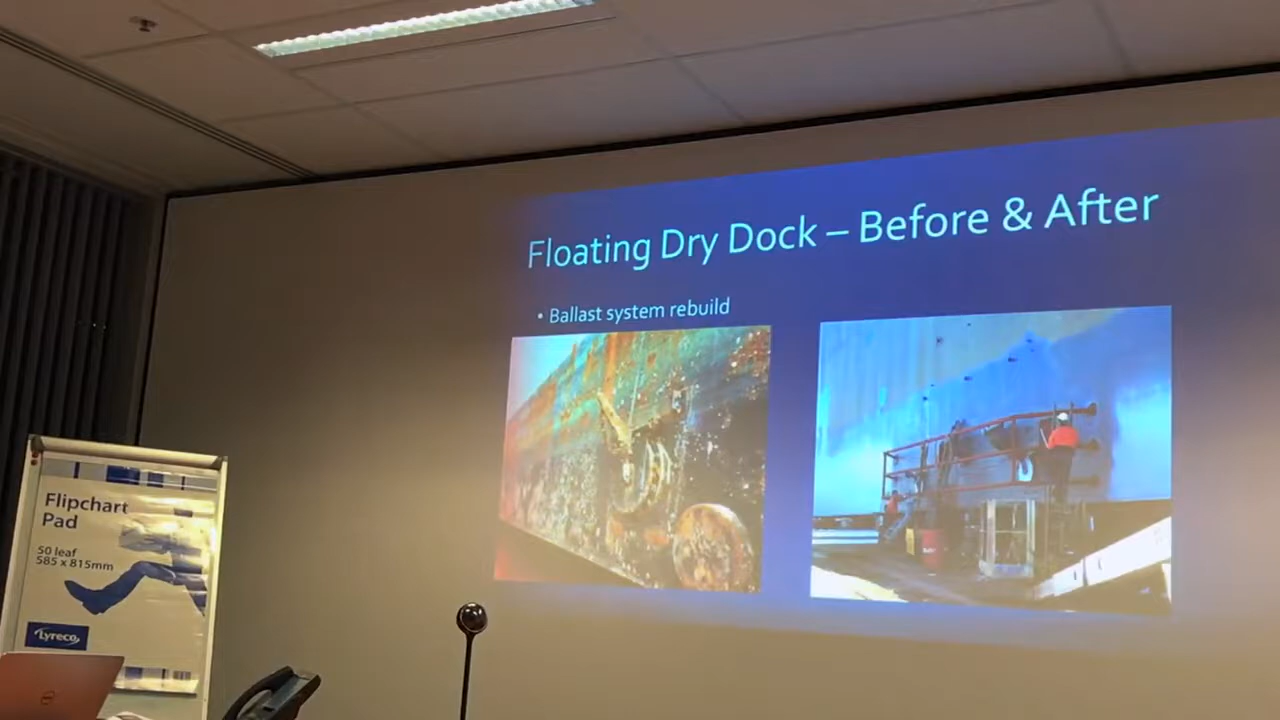 Floating Dry Dock – Before & After
• Ballast system rebuild
Flipchart
Pad
50 leaf
585 x 815mm
Lyreco